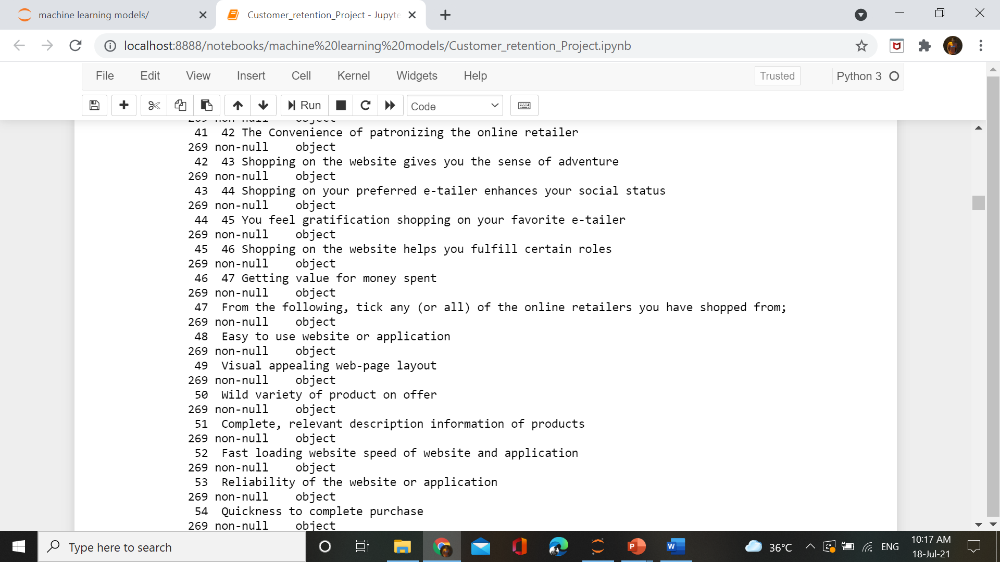 machine learning models/
Customer_retention_Project - Jupyte
localhost:8888/notebooks/machine%20learning%20models/Customer_retention_Project.ipynb
File Edit View Insert Cell Kernel Widgets Help Trusted Python 3
Run Code
269 non-null object
41 42 The Convenience of patronizing the online retailer
269 non-null object
42 43 Shopping on the website gives you the sense of adventure
269 non-null object
43 44 Shopping on your preferred e-tailer enhances your social status
269 non-null object
44 45 You feel gratification shopping on your favorite e-tailer
269 non-null object
45 46 Shopping on the website helps you fulfill certain roles
269 non-null object
46 47 Getting value for money spent
269 non-null object
47 From the following, tick any (or all) of the online retailers you have shopped from;
269 non-null object
48 Easy to use website or application
269 non-null object
49 Visual appealing web-page layout
269 non-null object
50 Wild variety of product on offer
269 non-null object
51 Complete, relevant description information of products
269 non-null object
52 Fast loading website speed of website and application
269 non-null object
53 Reliability of the website or application
269 non-null object
54 Quickness to complete purchase
269 non-null object
Type here to search
36°C
ENG
10:17 AM
18-Jul-21